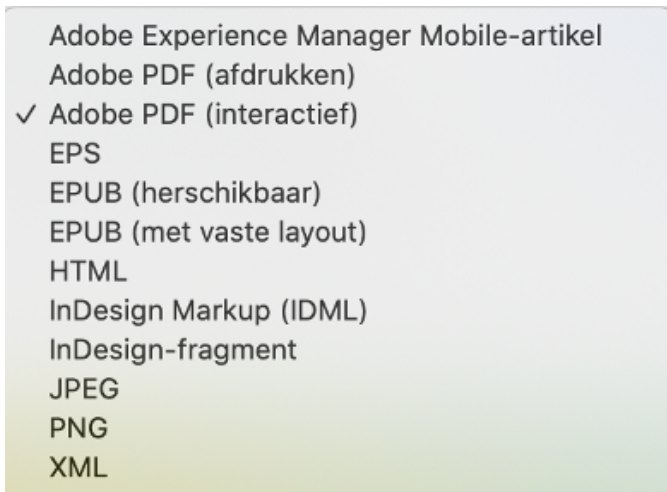 Adobe Experience Manager Mobile-artikel
Adobe PDF (afdrukken)
✓ Adobe PDF (interactief)
EPS
EPUB (herschikbaar)
EPUB (met vaste layout)
HTML
InDesign Markup (IDML)
InDesign-fragment
JPEG
PNG
XML